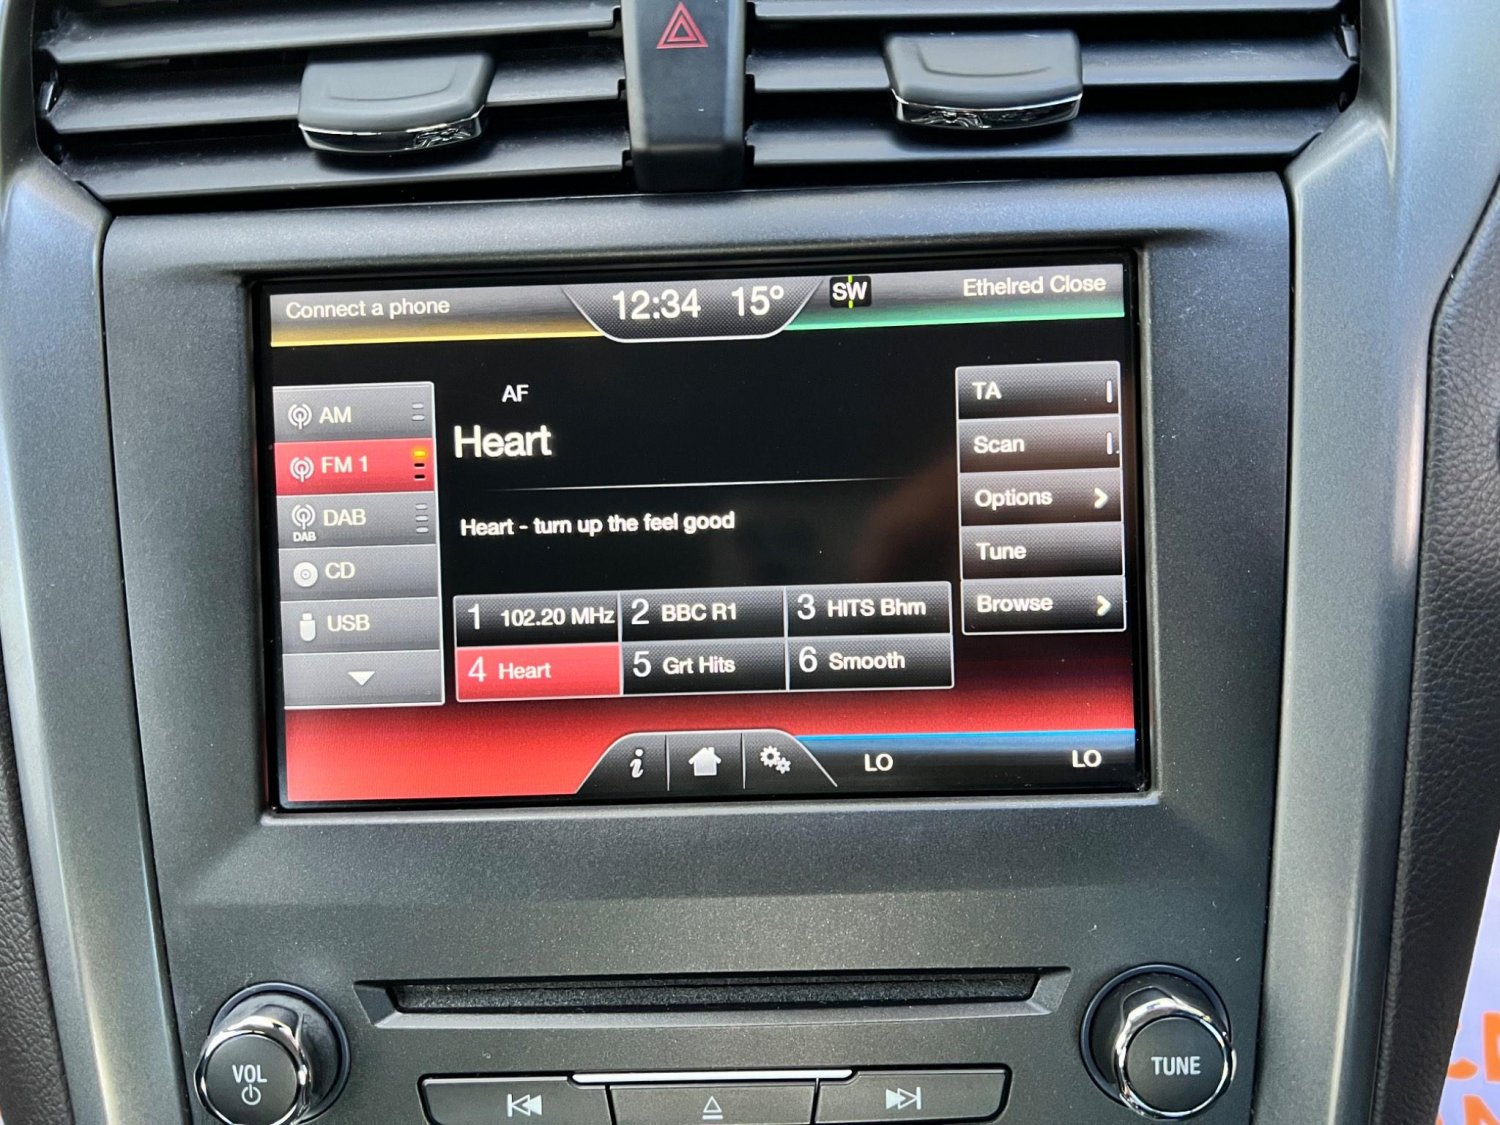 Connect a phone
12:34 15°
SW
Ethelred Close
AM
FM 1
DAB
DAB
CD
USB
AF
Heart
Heart - turn up the feel good
1 102.20 MHz
2 BBC R1
3 HITS Bhm
4 Heart
5 Grt Hits
6 Smooth
TA
Scan
Options
Tune
Browse
i
LO
LO
VOL
TUNE